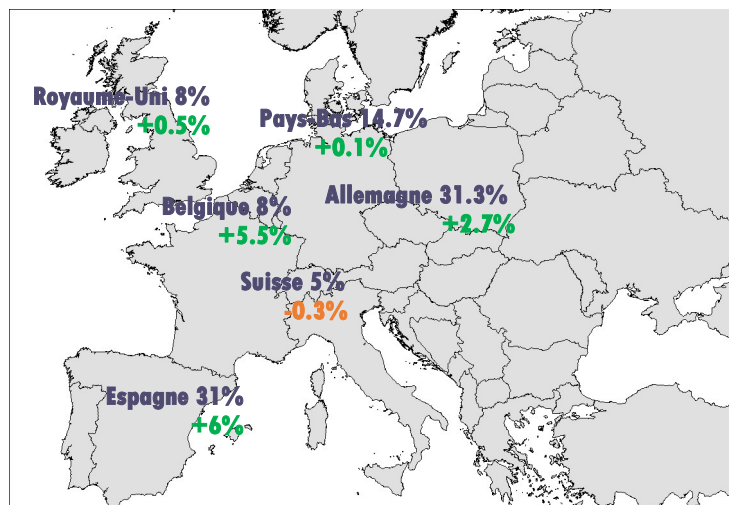 Royaume-Uni 8%
+0.5%
Pays-Bas 14.7%
+0.1%
Allemagne 31.3%
+2.7%
Belgique 8%
+5.5%
Suisse 5%
-0.3%
Espagne 31%
+6%